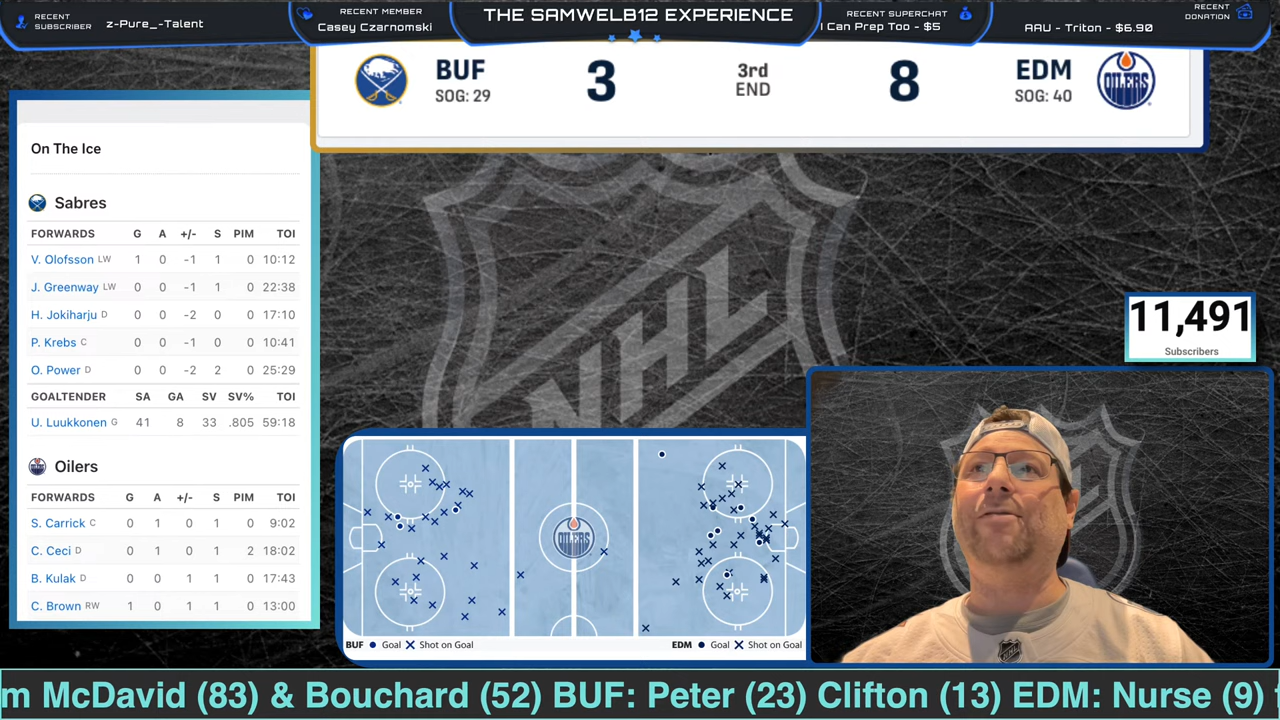 RECENT
SUBSCRIBER
z-Pure_-Talent
RECENT MEMBER
Casey Czarnomski
THE SAMWELB12 EXPERIENCE
RECENT SUPERCHAT
I Can Prep Too - $5
RECENT
DONATION
AAU - Triton - $6.90
BUF
SOG: 29
3
3rd
END
8
EDM
SOG: 40
OILERS
On The Ice
Sabres
FORWARDS G A +/- S PIM TOI
V. Olofsson LW 1 0 -1 1 0 10:12
J. Greenway LW 0 0 -1 1 0 22:38
H. Jokiharju D 0 0 -2 0 0 17:10
P. Krebs C 0 0 -1 0 0 10:41
O. Power D 0 0 -2 2 0 25:29
GOALTENDER SA GA SV SV% TOI
U. Luukkonen G 41 8 33 .805 59:18
Oilers
FORWARDS G A +/- S PIM TOI
S. Carrick C 0 1 0 1 0 9:02
C. Ceci D 0 1 0 1 2 18:02
B. Kulak D 0 0 1 1 0 17:43
C. Brown RW 1 0 1 1 0 13:00
NHL
11,491
Subscribers
OILERS
BUF Goal Shot on Goal
EDM Goal Shot on Goal
NHL
m McDavid (83) & Bouchard (52) BUF: Peter (23) Clifton (13) EDM: Nurse (9)